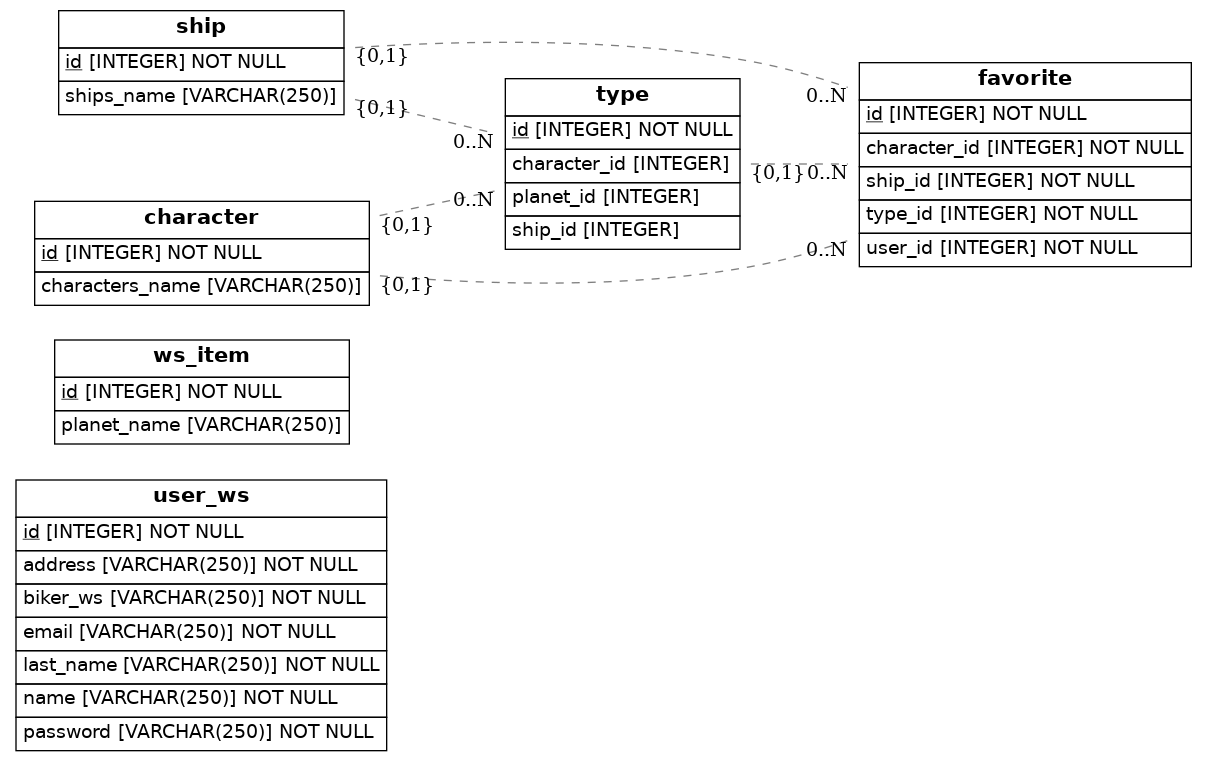 ship
id [INTEGER] NOT NULL
ships_name [VARCHAR(250)]
{0,1}
0..N
{0,1}
0..N
type
id [INTEGER] NOT NULL
character_id [INTEGER]
planet_id [INTEGER]
ship_id [INTEGER]
{0,1}
0..N
favorite
id [INTEGER] NOT NULL
character_id [INTEGER] NOT NULL
ship_id [INTEGER] NOT NULL
type_id [INTEGER] NOT NULL
user_id [INTEGER] NOT NULL
character
id [INTEGER] NOT NULL
characters_name [VARCHAR(250)]
{0,1}
0..N
{0,1}
0..N
ws_item
id [INTEGER] NOT NULL
planet_name [VARCHAR(250)]
user_ws
id [INTEGER] NOT NULL
address [VARCHAR(250)] NOT NULL
biker_ws [VARCHAR(250)] NOT NULL
email [VARCHAR(250)] NOT NULL
last_name [VARCHAR(250)] NOT NULL
name [VARCHAR(250)] NOT NULL
password [VARCHAR(250)] NOT NULL